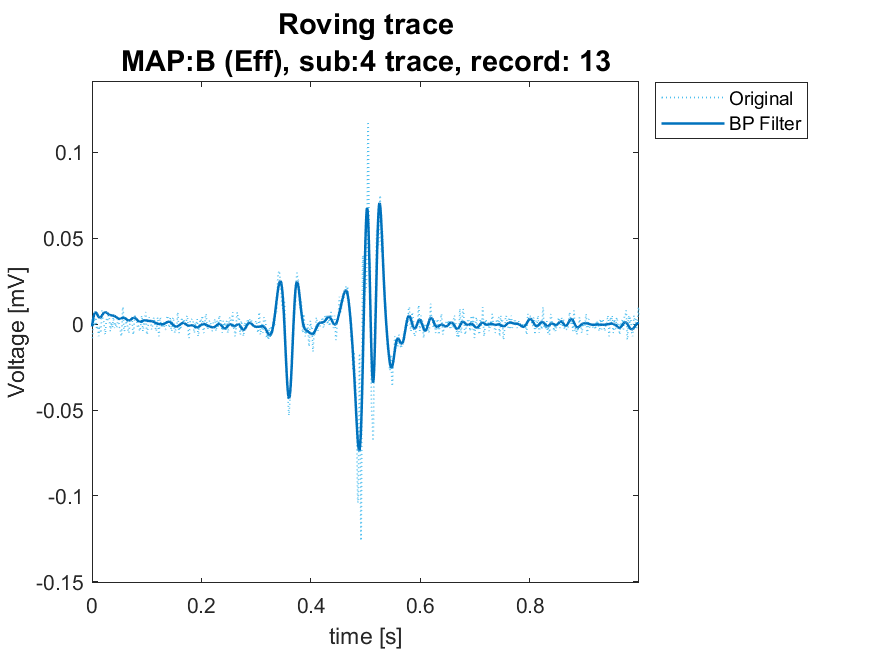 Roving trace
MAP:B (Eff), sub:4 trace, record: 13
Original
BP Filter
0.1
0.05
0
-0.05
-0.1
-0.15
Voltage [mV]
0 0.2 0.4 0.6 0.8
time [s]